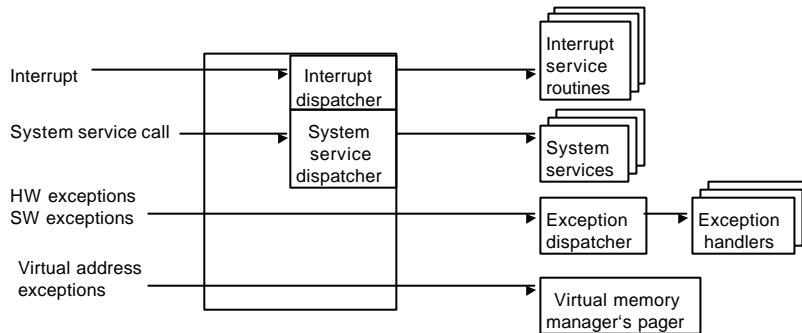 Interrupt
Interrupt
dispatcher
Interrupt
service
routines
System service call
System
service
dispatcher
System
services
HW exceptions
SW exceptions
Exception
dispatcher
Exception
handlers
Virtual address
exceptions
Virtual memory
manager's pager